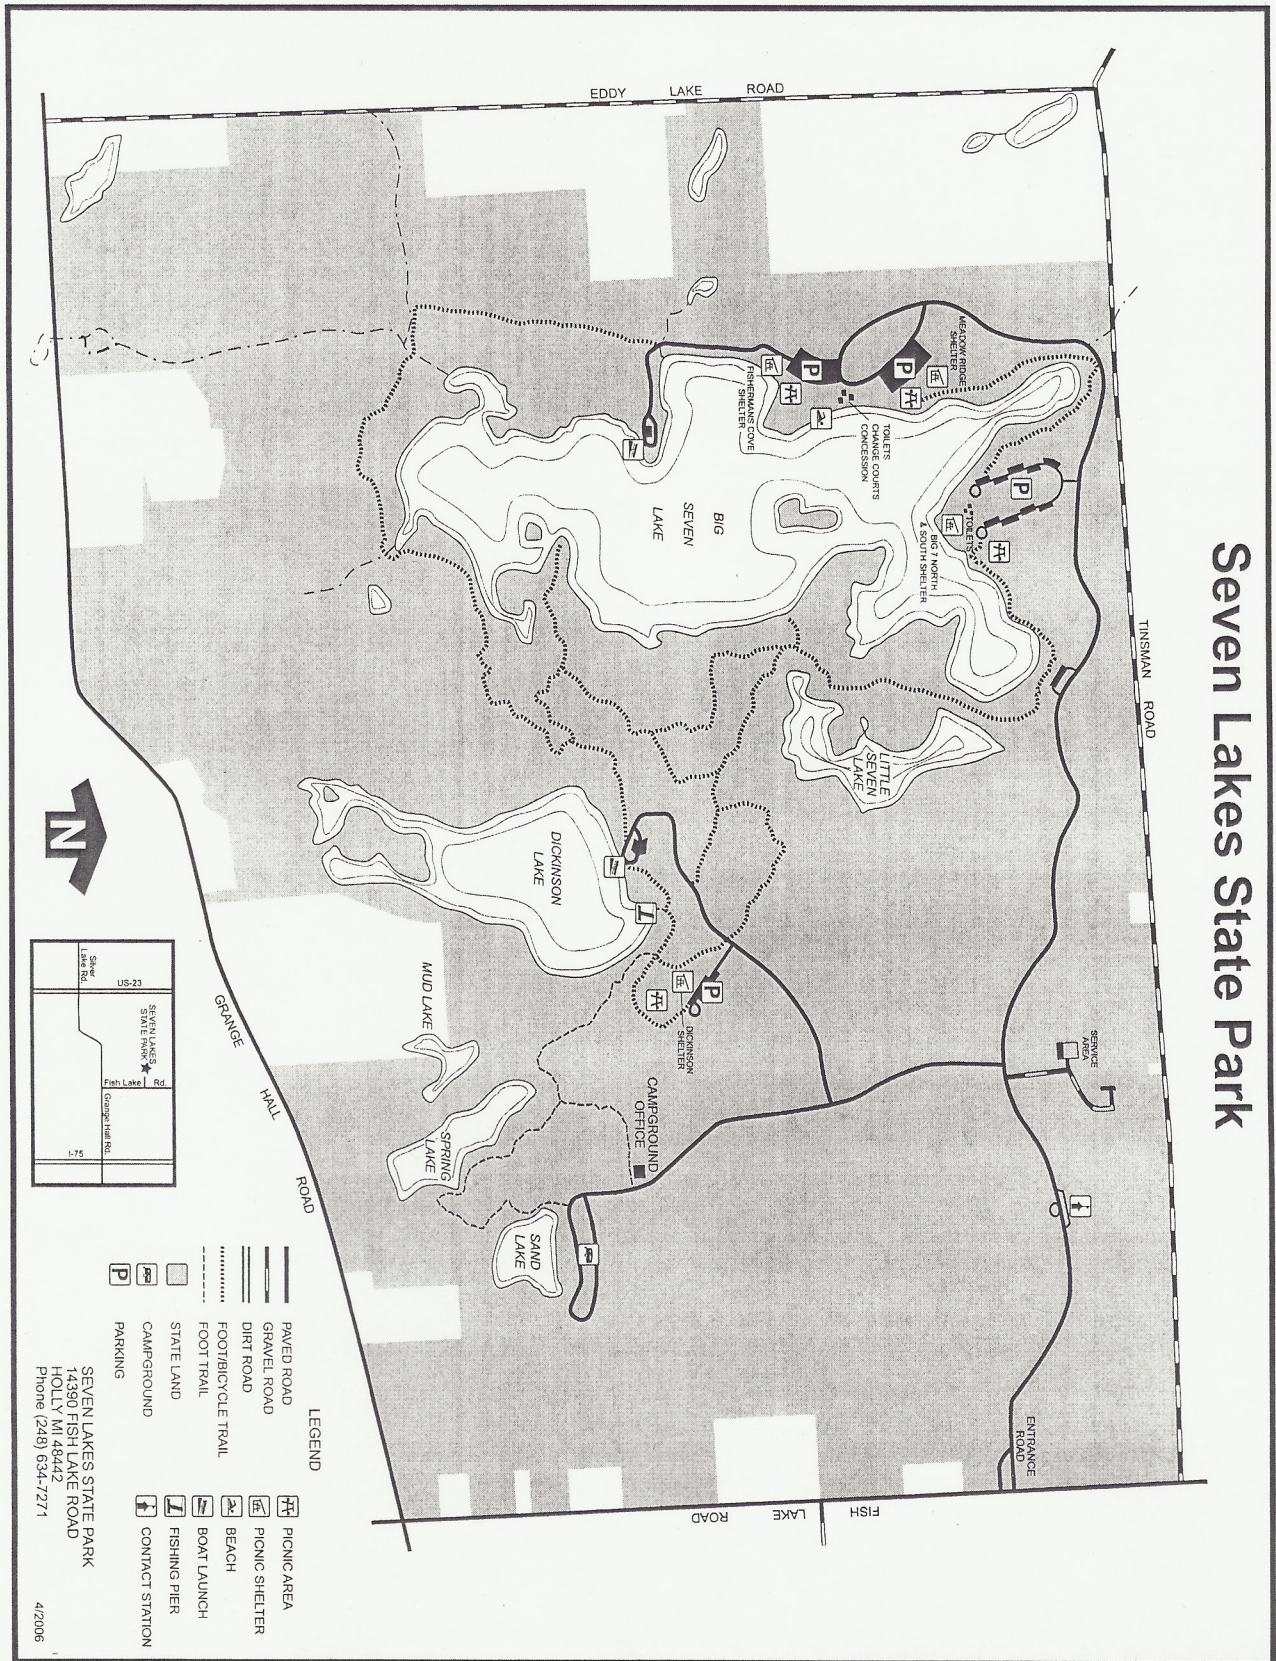 Seven Lakes State Park
EDDY LAKE ROAD
TINSMAN ROAD
MEADOW RIDGE
SHELTER
P
P
FISHERMANS COVE
SHELTER
TOILETS
CHANGE COURTS
CONCESSION
P
TOILETS
BIG 7 NORTH
& SOUTH SHELTER
BIG
SEVEN
LAKE
LITTLE
SEVEN
LAKE
DICKINSON
LAKE
P
DICKINSON
SHELTER
SERVICE
AREA
MUD LAKE
CAMPGROUND
OFFICE
SPRING
LAKE
SAND
LAKE
ENTRANCE
ROAD
GRANGE HALL ROAD
FISH LAKE ROAD
N
Silver
Lake Rd.
US-23
SEVEN LAKES
STATE PARK
Fish Lake Rd.
Grange Hall Rd.
I-75
LEGEND
PAVED ROAD
GRAVEL ROAD
DIRT ROAD
FOOT/BICYCLE TRAIL
FOOT TRAIL
STATE LAND
CAMPGROUND
P PARKING
PICNIC AREA
PICNIC SHELTER
BEACH
BOAT LAUNCH
FISHING PIER
CONTACT STATION
SEVEN LAKES STATE PARK
14390 FISH LAKE ROAD
HOLLY MI 48442
Phone (248) 634-7271
4/2006